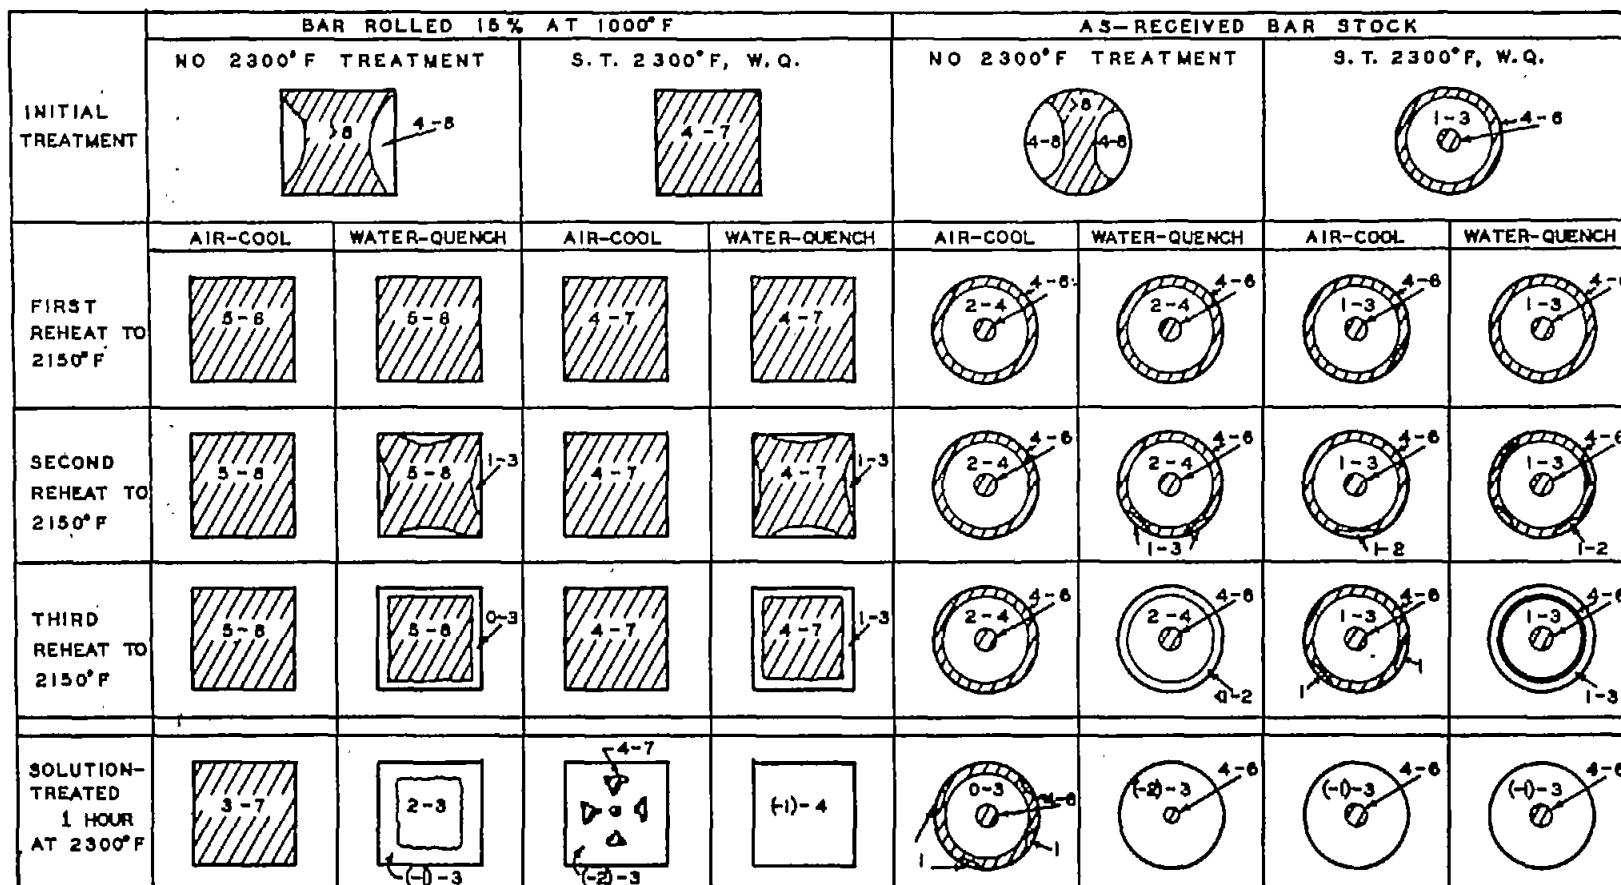 BAR ROLLED 15% AT 1000°F
AS-RECEIVED BAR STOCK
INITIAL
TREATMENT
NO 2300°F TREATMENT
S.T. 2300°F, W.Q.
NO 2300°F TREATMENT
S.T. 2300°F, W.Q.
>8
4-8
4-7
>8
4-8
4-8
1-3
4-6
AIR-COOL
WATER-QUENCH
AIR-COOL
WATER-QUENCH
AIR-COOL
WATER-QUENCH
AIR-COOL
WATER-QUENCH
FIRST
REHEAT TO
2150°F
5-8
5-8
4-7
4-7
2-4
4-6
2-4
4-6
1-3
4-6
1-3
4-6
SECOND
REHEAT TO
2150°F
5-8
5-8
1-3
4-7
4-7
1-3
2-4
4-6
2-4
4-6
1-3
1-3
4-6
1-2
1-3
4-6
1-2
THIRD
REHEAT TO
2150°F
5-8
5-8
0-3
4-7
4-7
1-3
2-4
4-6
2-4
4-6
1-3
4-6
1
1
1-3
4-6
1-3
SOLUTION-
TREATED
1 HOUR
AT 2300°F
3-7
2-3
(-1)-3
4-7
(-2)-3
(-1)-4
0-3
4-6
1
1
(-2)-3
4-6
(-1)-3
4-6
(-1)-3
4-6